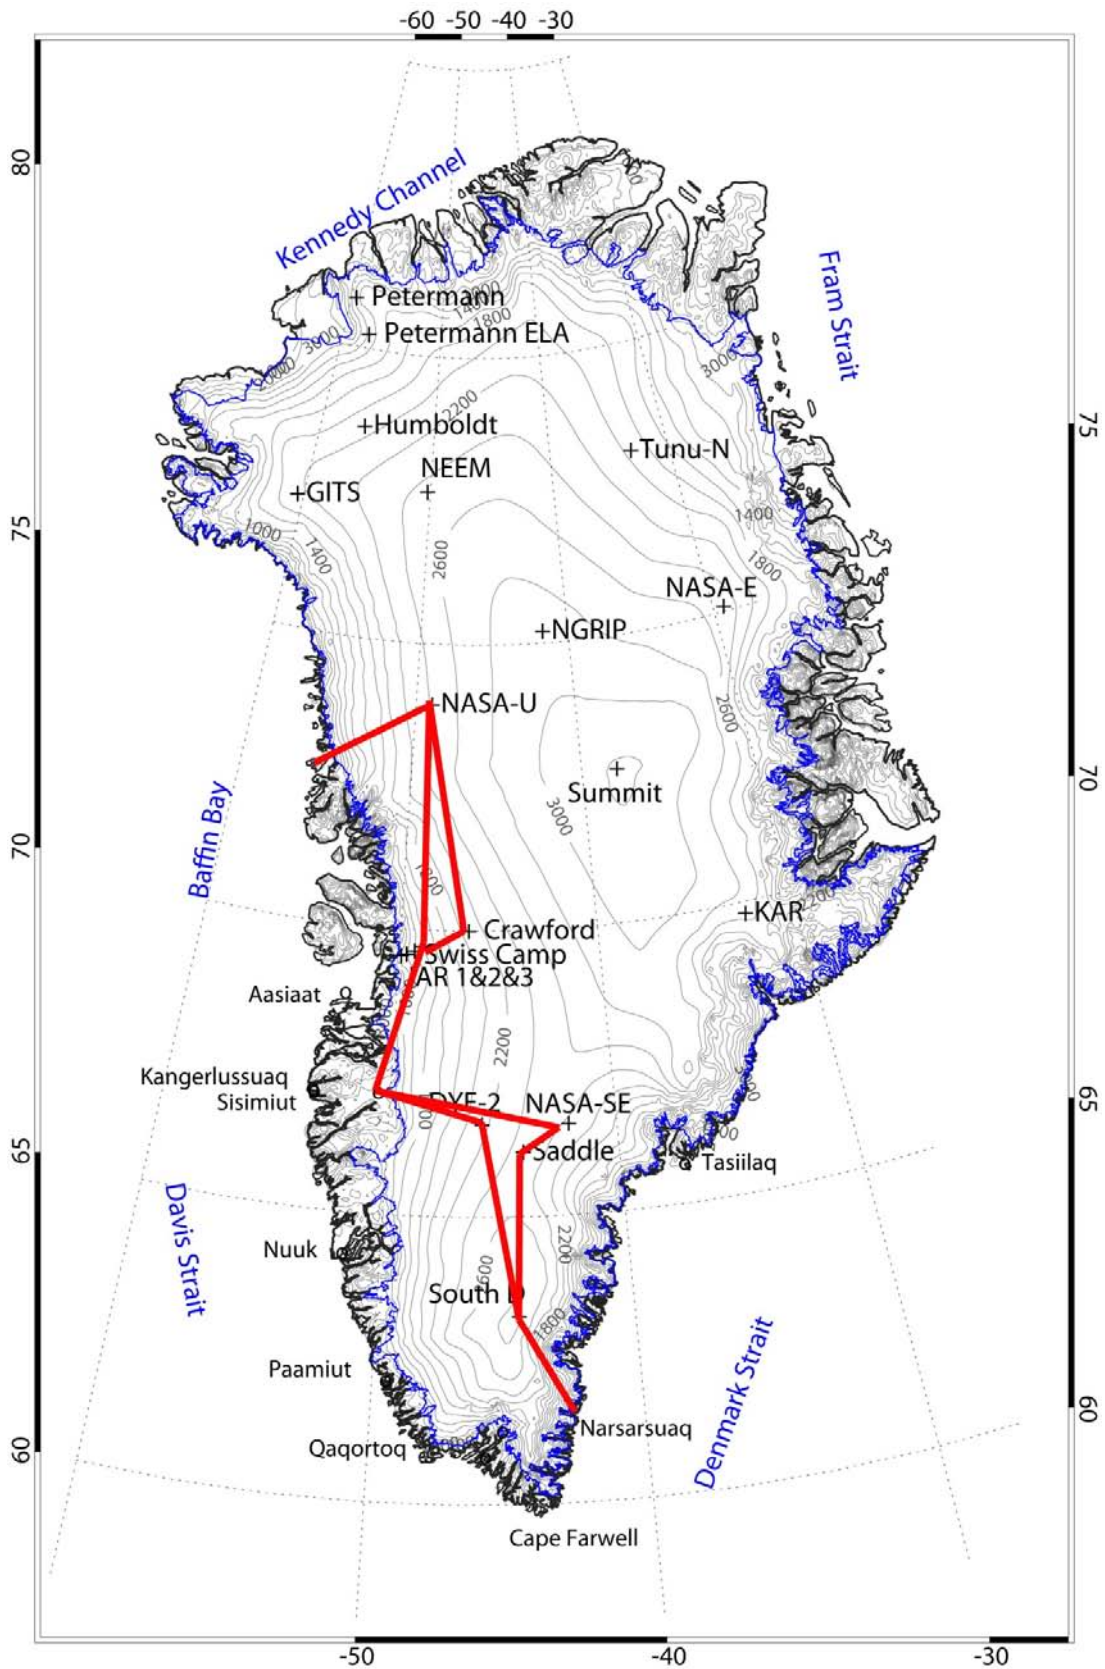 -60 -50 -40 -30
80
Kennedy Channel
Fram Strait
+ Petermann
1400
1800
+ Petermann ELA
3000
3000
2200
75
+Humboldt
+Tunu-N
NEEM
+GITS
75
1000
1400
1400
2600
1800
NASA-E
+NGRIP
NASA-U
2600
Summit
70
3000
Baffin Bay
70
+KAR
Crawford
Swiss Camp
AR 1&2&3
Aasiaat
2200
Kangerlussuaq
Sisimiut
DYE-2
NASA-SE
65
65
Saddle
Tasiilaq
Davis Strait
Nuuk
2200
South D
1800
Paamiut
Denmark Strait
60
Narsarsuaq
Qaqortoq
60
Cape Farwell
-50 -40 -30